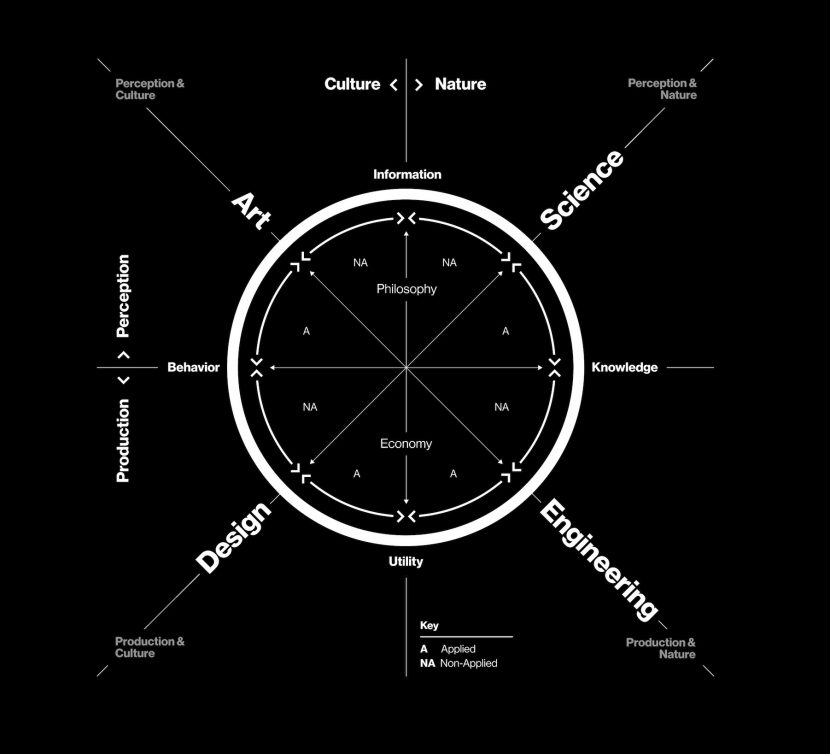 Culture < > Nature
Perception &
Culture
Perception &
Nature
Information
Art
Science
NA
NA
Philosophy
Production < > Perception
A
A
Behavior
Knowledge
NA
NA
Economy
A
A
Design
Engineering
Utility
Key
A Applied
NA Non-Applied
Production &
Culture
Production &
Nature